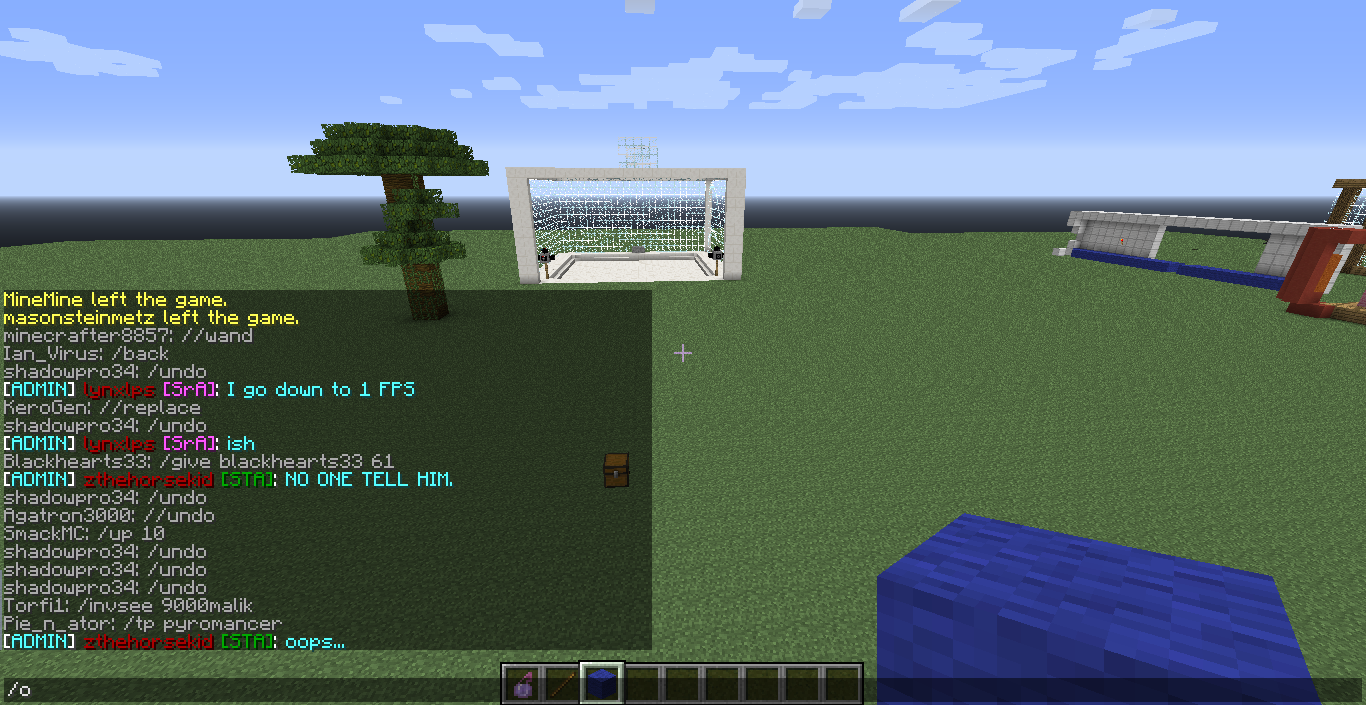 MineMine left the game.
masonsteinmetz left the game.
minecrafter8857: //wand
Ian_Virus: /back
shadowpro34: /undo
[ADMIN] lynxlps [SrA]: I go down to 1 FPS
KeroGen: //replace
shadowpro34: /undo
[ADMIN] lynxlps [SrA]: ish
Blackhearts33: /give blackhearts33 61
[ADMIN] zthehorsekid [STA]: NO ONE TELL HIM.
shadowpro34: /undo
Agatron3000: //undo
SmackMC: /up 10
shadowpro34: /undo
shadowpro34: /undo
shadowpro34: /undo
Torfi1: /invsee 9000malik
Pie_n_ator: /tp pyromancer
[ADMIN] zthehorsekid [STA]: oops...
/o